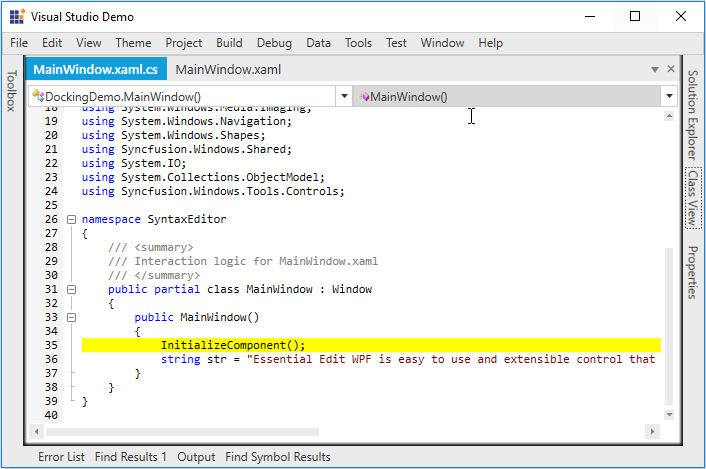 Visual Studio Demo
File Edit View Theme Project Build Debug Data Tools Test Window Help
Toolbox
MainWindow.xaml.cs MainWindow.xaml
DockingDemo.MainWindow() MainWindow()
18 using System.Windows.Media.Imaging;
19 using System.Windows.Navigation;
20 using System.Windows.Shapes;
21 using Syncfusion.Windows.Shared;
22 using System.IO;
23 using System.Collections.ObjectModel;
24 using Syncfusion.Windows.Tools.Controls;
25
26 namespace SyntaxEditor
27 {
28 /// <summary>
29 /// Interaction logic for MainWindow.xaml
30 /// </summary>
31 public partial class MainWindow : Window
32 {
33 public MainWindow()
34 {
35 InitializeComponent();
36 string str = "Essential Edit WPF is easy to use and extensible control that
37 }
38 }
39 }
40
Solution Explorer
Class View
Properties
Error List Find Results 1 Output Find Symbol Results